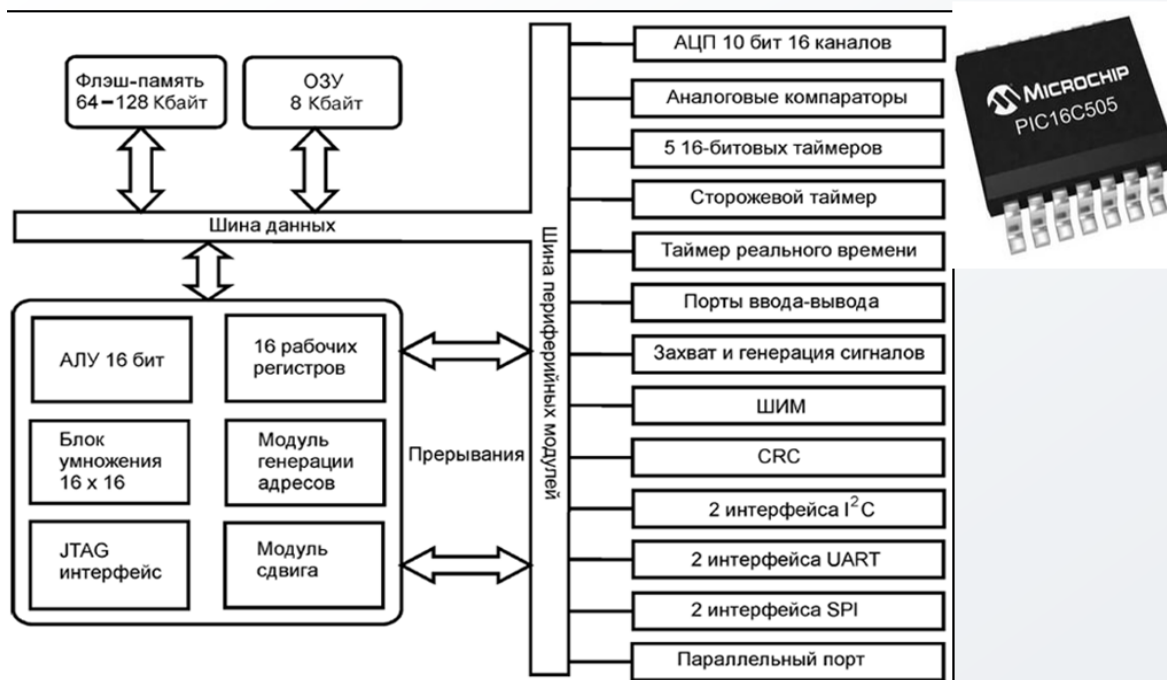 Флэш-память
64–128 Кбайт
ОЗУ
8 Кбайт
Шина данных
АЛУ 16 бит
16 рабочих
регистров
Блок
умножения
16 x 16
Модуль
генерации
адресов
JTAG
интерфейс
Модуль
сдвига
Прерывания
Шина периферийных модулей
АЦП 10 бит 16 каналов
Аналоговые компараторы
5 16-битовых таймеров
Сторожевой таймер
Таймер реального времени
Порты ввода-вывода
Захват и генерация сигналов
ШИМ
CRC
2 интерфейса I²C
2 интерфейса UART
2 интерфейса SPI
Параллельный порт
MICROCHIP
PIC16C505